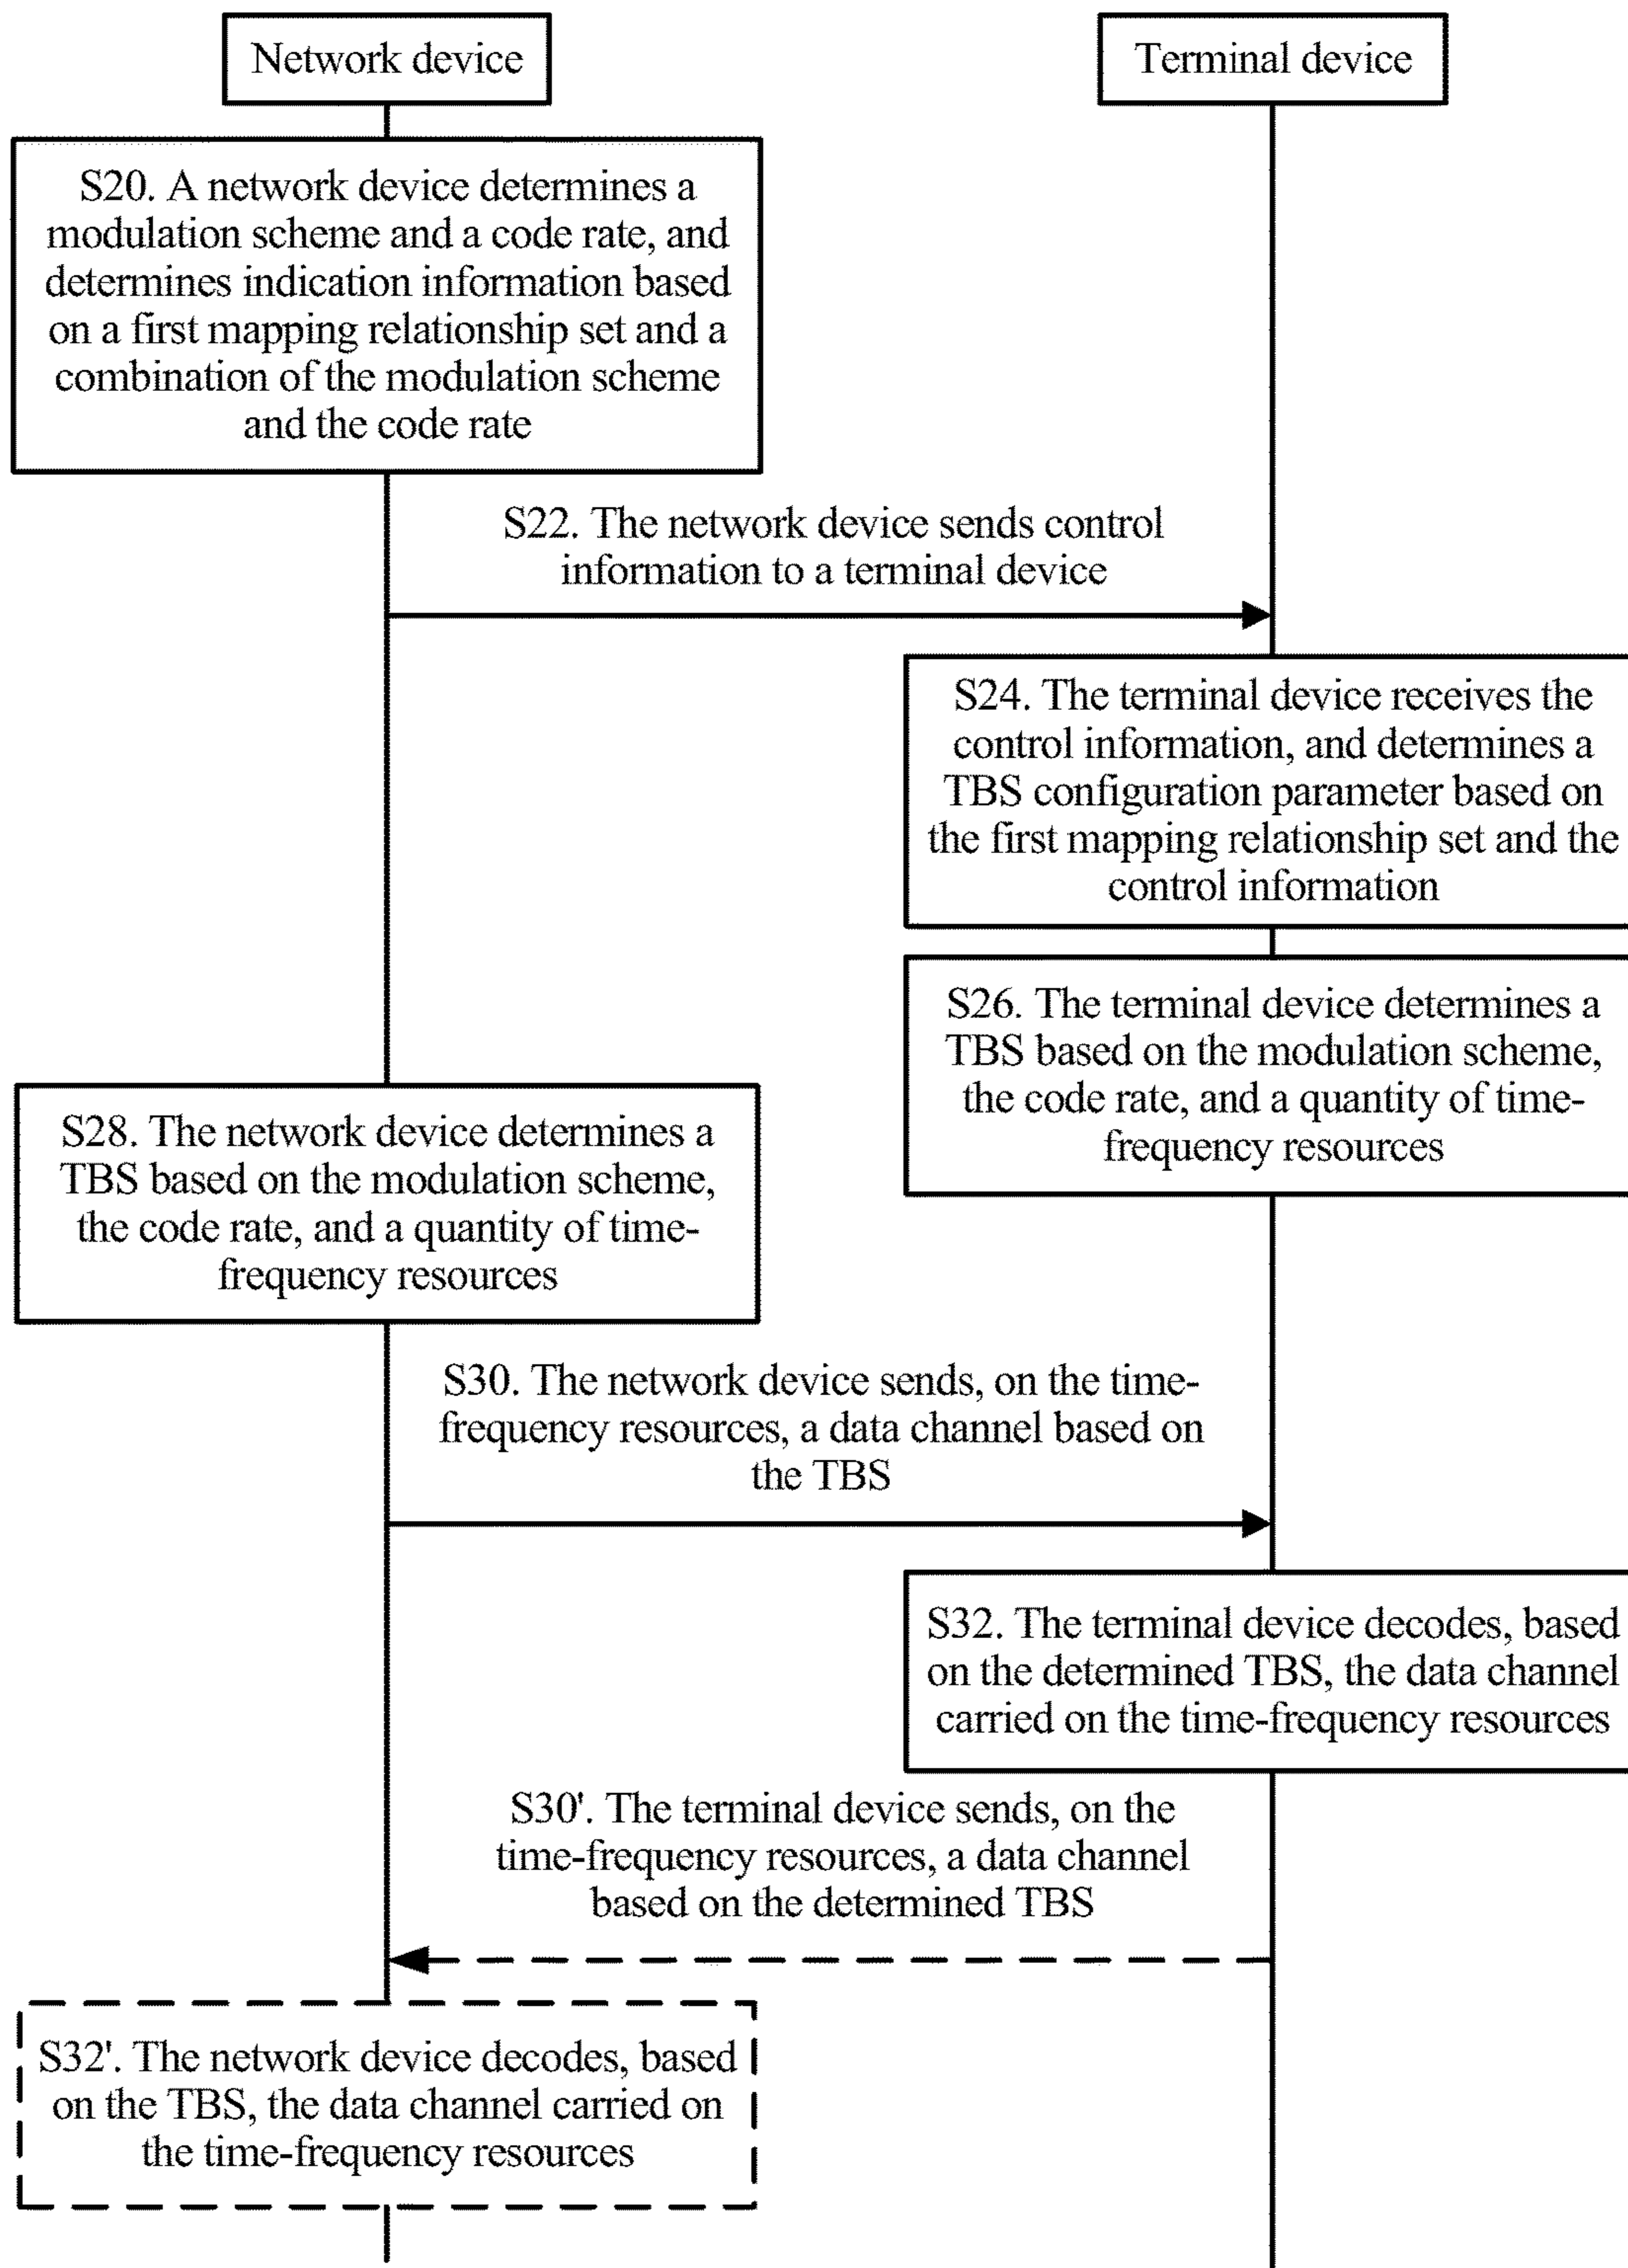 Network device
Terminal device
S20. A network device determines a
modulation scheme and a code rate, and
determines indication information based
on a first mapping relationship set and a
combination of the modulation scheme
and the code rate
S22. The network device sends control
information to a terminal device
S24. The terminal device receives the
control information, and determines a
TBS configuration parameter based on
the first mapping relationship set and the
control information
S26. The terminal device determines a
TBS based on the modulation scheme,
the code rate, and a quantity of time-
frequency resources
S28. The network device determines a
TBS based on the modulation scheme,
the code rate, and a quantity of time-
frequency resources
S30. The network device sends, on the time-
frequency resources, a data channel based on
the TBS
S32. The terminal device decodes, based
on the determined TBS, the data channel
carried on the time-frequency resources
S30'. The terminal device sends, on the
time-frequency resources, a data channel
based on the determined TBS
S32'. The network device decodes, based
on the TBS, the data channel carried on
the time-frequency resources